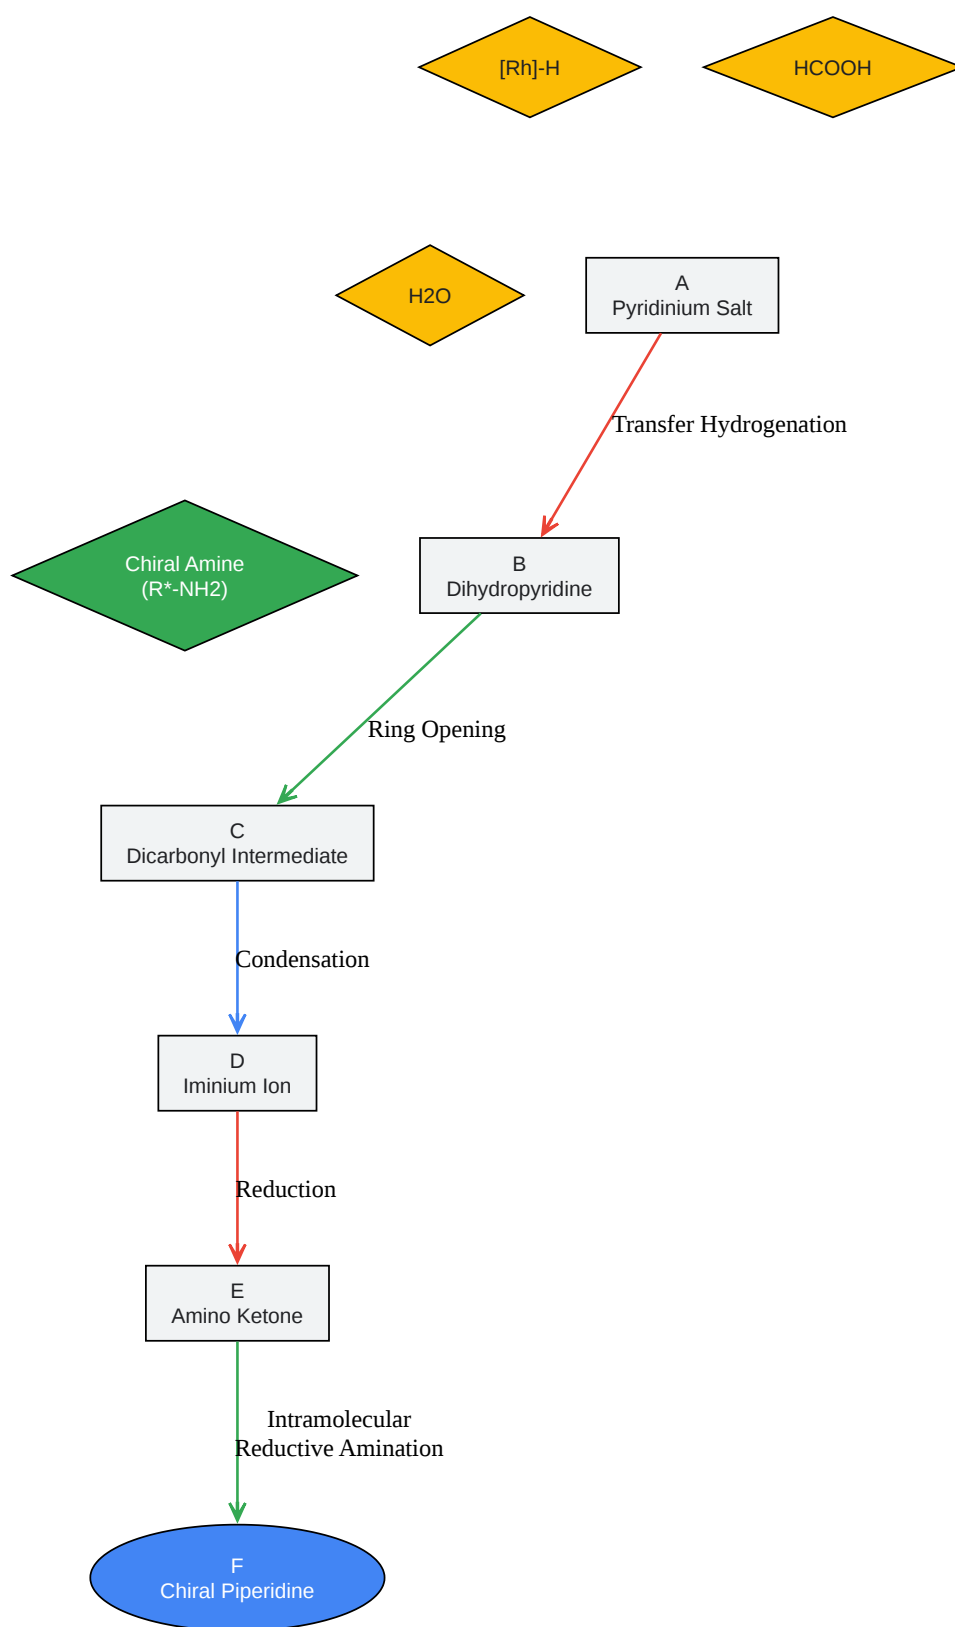 [Rh]-H
HCOOH
H2O
A
Pyridinium Salt
Transfer Hydrogenation
Chiral Amine
(R*-NH2)
B
Dihydropyridine
Ring Opening
C
Dicarbonyl Intermediate
Condensation
D
Iminium Ion
Reduction
E
Amino Ketone
Intramolecular
Reductive Amination
F
Chiral Piperidine